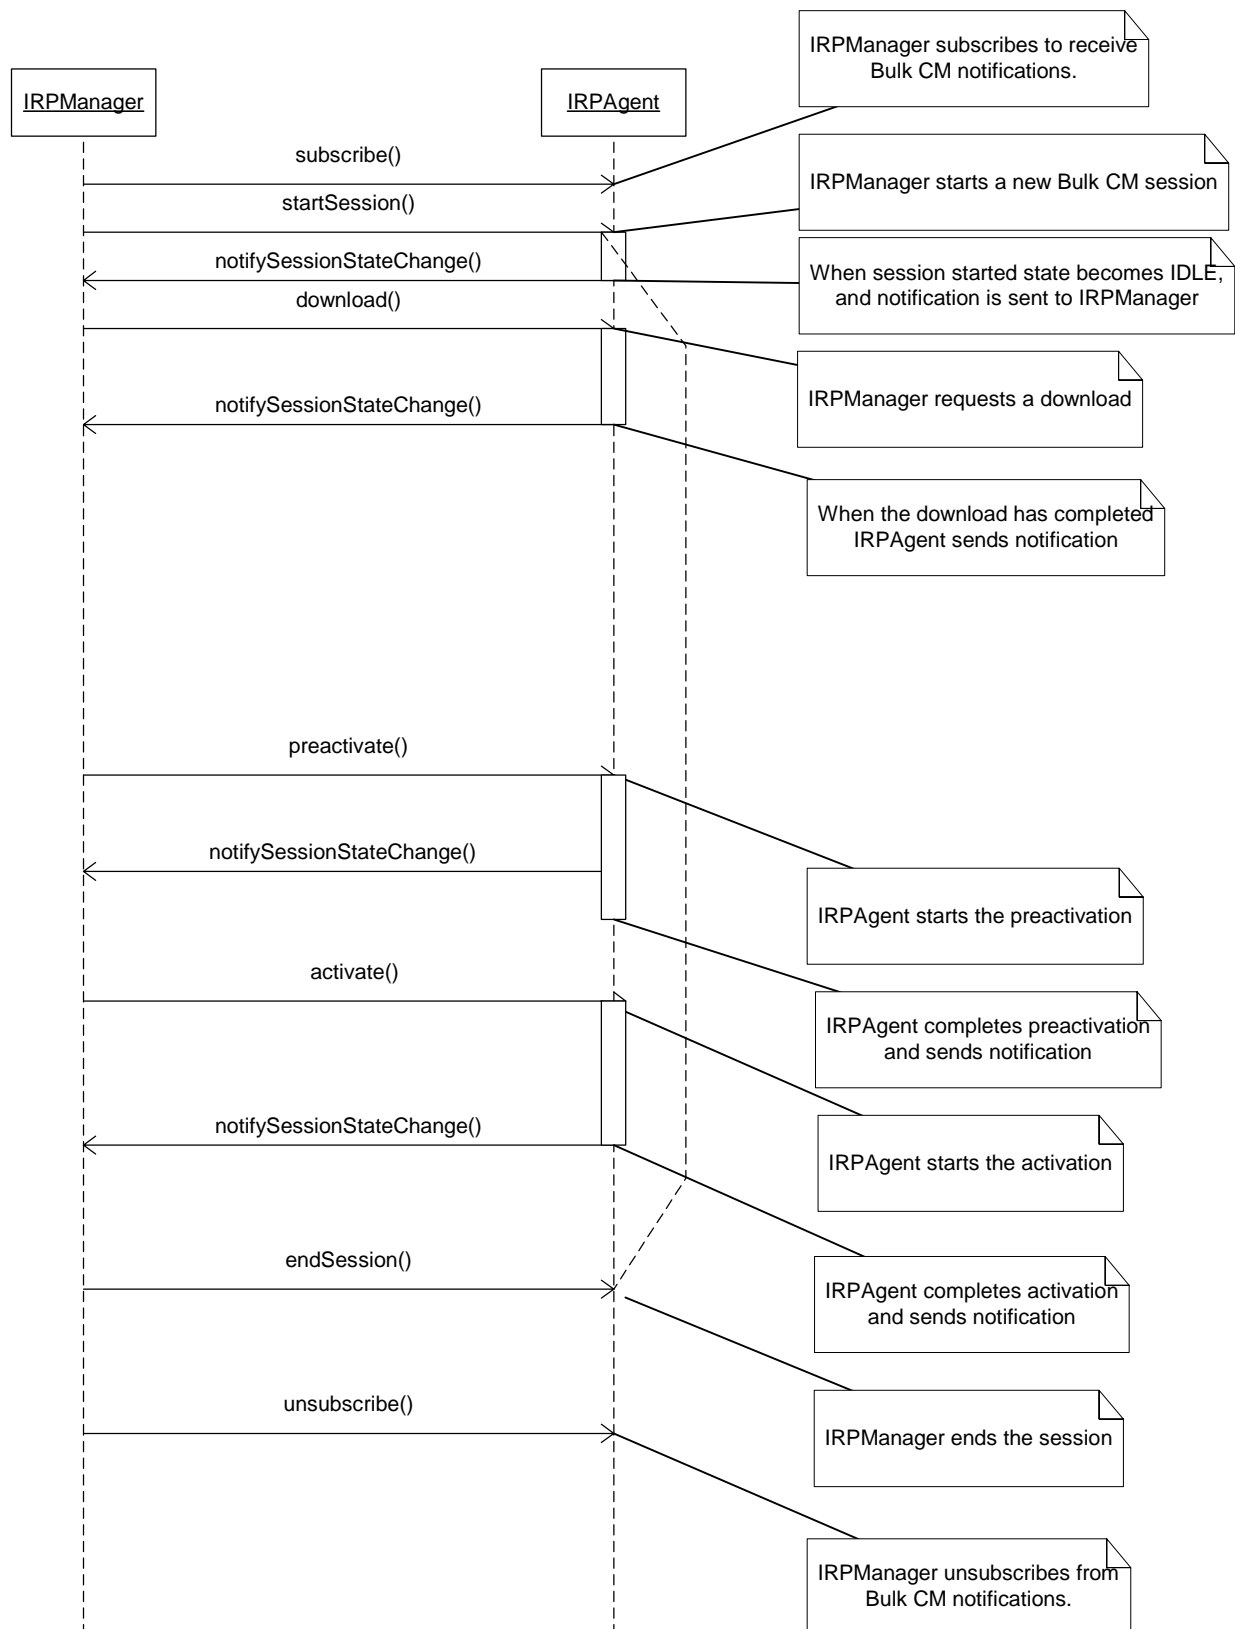 IRPManager subscribes to receive
Bulk CM notifications.
IRPManager
IRPAgent
subscribe()
IRPManager starts a new Bulk CM session
startSession()
notifySessionStateChange()
When session started state becomes IDLE,
and notification is sent to IRPManager
download()
IRPManager requests a download
notifySessionStateChange()
When the download has completed
IRPAgent sends notification
preactivate()
notifySessionStateChange()
IRPAgent starts the preactivation
activate()
IRPAgent completes preactivation
and sends notification
notifySessionStateChange()
IRPAgent starts the activation
endSession()
IRPAgent completes activation
and sends notification
unsubscribe()
IRPManager ends the session
IRPManager unsubscribes from
Bulk CM notifications.